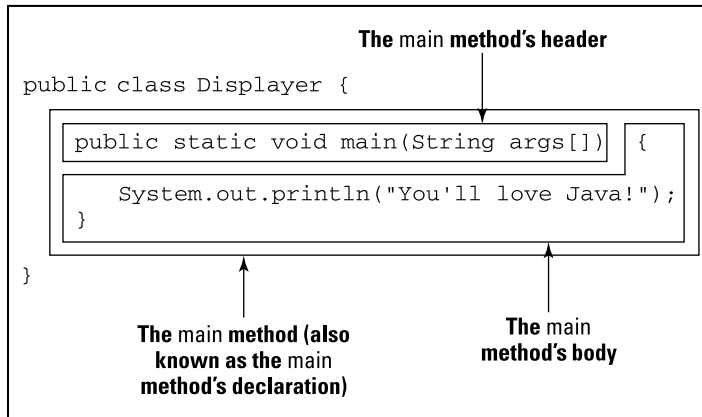 The main method's header
public class Displayer {
public static void main(String args[]) {
System.out.println("You'll love Java!");
}
}
The main method (also
known as the main
method's declaration)
The main
method's body